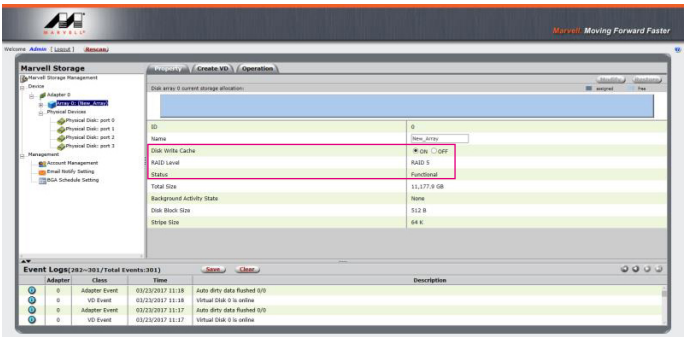 MARVELL
Marvell. Moving Forward Faster
Welcome Admin [ Logout ] Rescan
Marvell Storage
Property Create VD Operation
Modify
Marvell Storage Management
Device
Adapter 0
Array 0: [New_Array]
Physical Devices
Physical Disk: port 0
Physical Disk: port 1
Physical Disk: port 2
Physical Disk: port 3
Management
Account Management
Email Notify Setting
BGA Schedule Setting
Disk array 0 current storage allocation: assigned free
ID 0
Name New_Array
Disk Write Cache ON OFF
RAID Level RAID 5
Status Functional
Total Size 11,177.9 GB
Background Activity State None
Disk Block Size 512 B
Stripe Size 64 K
Event Logs(282~301/Total Events:301) Save Clear
Adapter Class Time Description
0 Adapter Event 03/23/2017 11:18 Auto dirty data flushed 0/0
0 VD Event 03/23/2017 11:18 Virtual Disk 0 is online
0 Adapter Event 03/23/2017 11:17 Auto dirty data flushed 0/0
0 VD Event 03/23/2017 11:17 Virtual Disk 0 is online